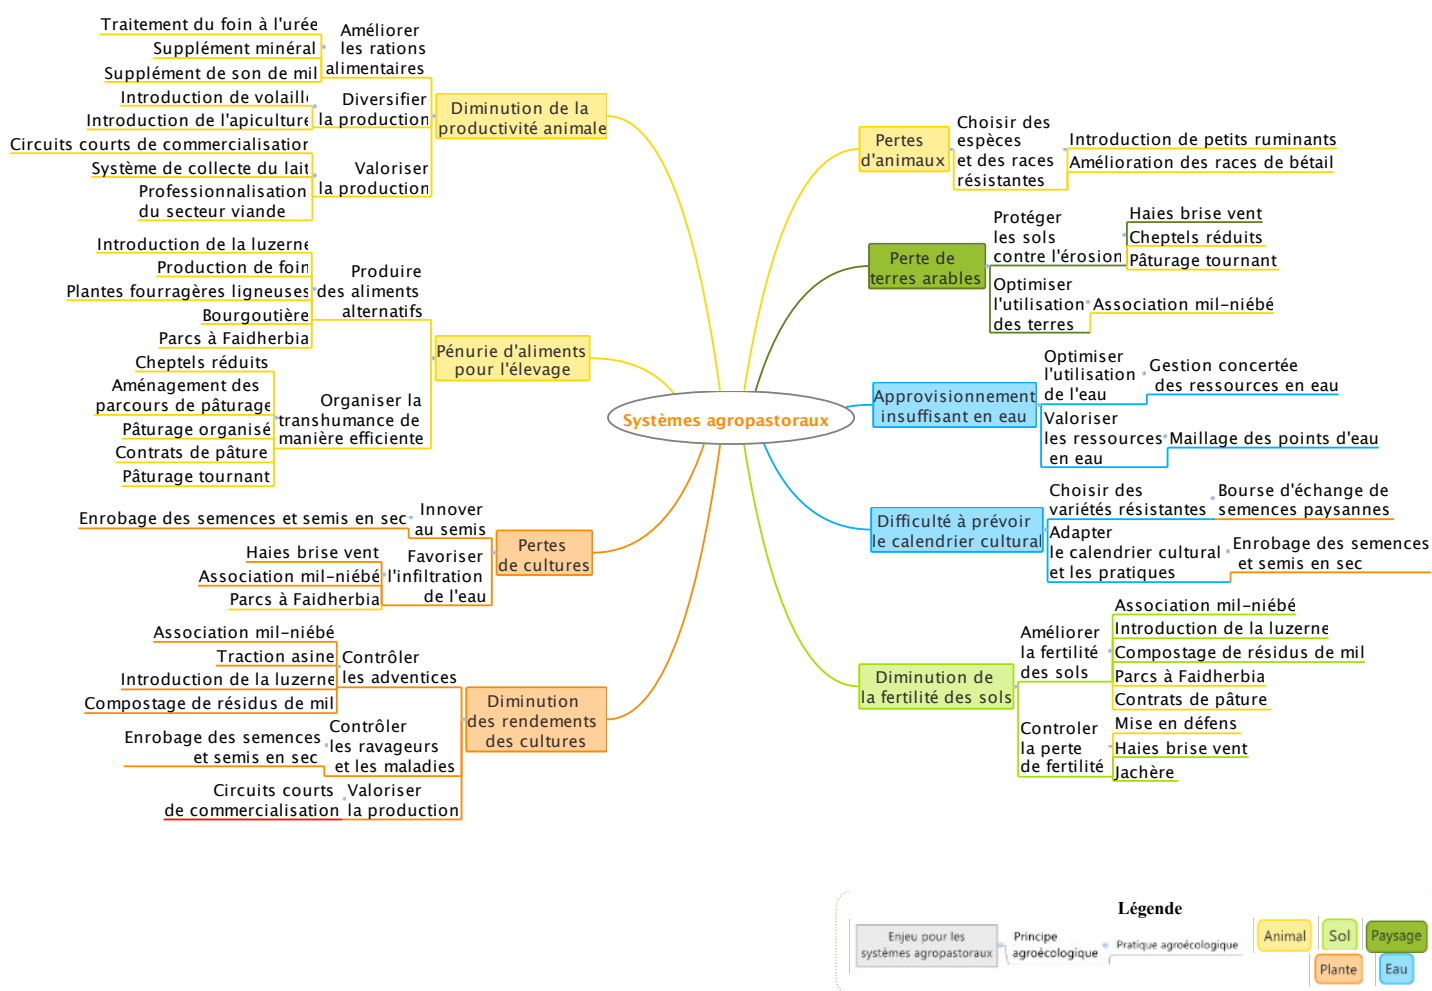 Traitement du foin à l'urée
Supplément minéral
Supplément de son de mil
Améliorer
les rations
alimentaires
Introduction de volaill
Introduction de l'apiculture
Diversifier
la production
Circuits courts de commercialisation
Système de collecte du lait
Professionnalisation
du secteur viande
Valoriser
la production
Diminution de la
productivité animale
Introduction de la luzerne
Production de foin
Plantes fourragères ligneuses
Bourgoutière
Parcs à Faidherbia
Produire
des aliments
alternatifs
Cheptels réduits
Aménagement des
parcours de pâturage
Pâturage organisé
Contrats de pâture
Pâturage tournant
Organiser la
transhumance de
manière efficiente
Pénurie d'aliments
pour l'élevage
Enrobage des semences et semis en sec
Innover
au semis
Haies brise vent
Association mil-niébé
Parcs à Faidherbia
Favoriser
l'infiltration
de l'eau
Pertes
de cultures
Association mil-niébé
Traction asine
Introduction de la luzerne
Compostage de résidus de mil
Contrôler
les adventices
Enrobage des semences
et semis en sec
Contrôler
les ravageurs
et les maladies
Circuits courts
de commercialisation
Valoriser
la production
Diminution
des rendements
des cultures
Systèmes agropastoraux
Pertes
d'animaux
Choisir des
espèces
et des races
résistantes
Introduction de petits ruminants
Amélioration des races de bétail
Perte de
terres arables
Protéger
les sols
contre l'érosion
Haies brise vent
Cheptels réduits
Pâturage tournant
Optimiser
l'utilisation
des terres
Association mil-niébé
Approvisionnement
insuffisant en eau
Optimiser
l'utilisation
de l'eau
Gestion concertée
des ressources en eau
Valoriser
les ressources
en eau
Maillage des points d'eau
Difficulté à prévoir
le calendrier cultural
Choisir des
variétés résistantes
Bourse d'échange de
semences paysannes
Adapter
le calendrier cultural
et les pratiques
Enrobage des semences
et semis en sec
Diminution de
la fertilité des sols
Améliorer
la fertilité
des sols
Association mil-niébé
Introduction de la luzerne
Compostage de résidus de mil
Parcs à Faidherbia
Contrats de pâture
Controler
la perte
de fertilité
Mise en défens
Haies brise vent
Jachère
Légende
Enjeu pour les
systèmes agropastoraux
Principe
agroécologique
Pratique agroécologique
Animal
Sol
Paysage
Plante
Eau